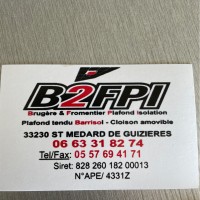 B2FPI
Brugère & Fromentier Plafond Isolation
Plafond tendu Barrisol - Cloison amovible
33230 ST MEDARD DE GUIZIERES
06 63 31 82 74
Tel/Fax: 05 57 69 41 71
Siret: 828 260 182 00013
N°APE/ 4331Z